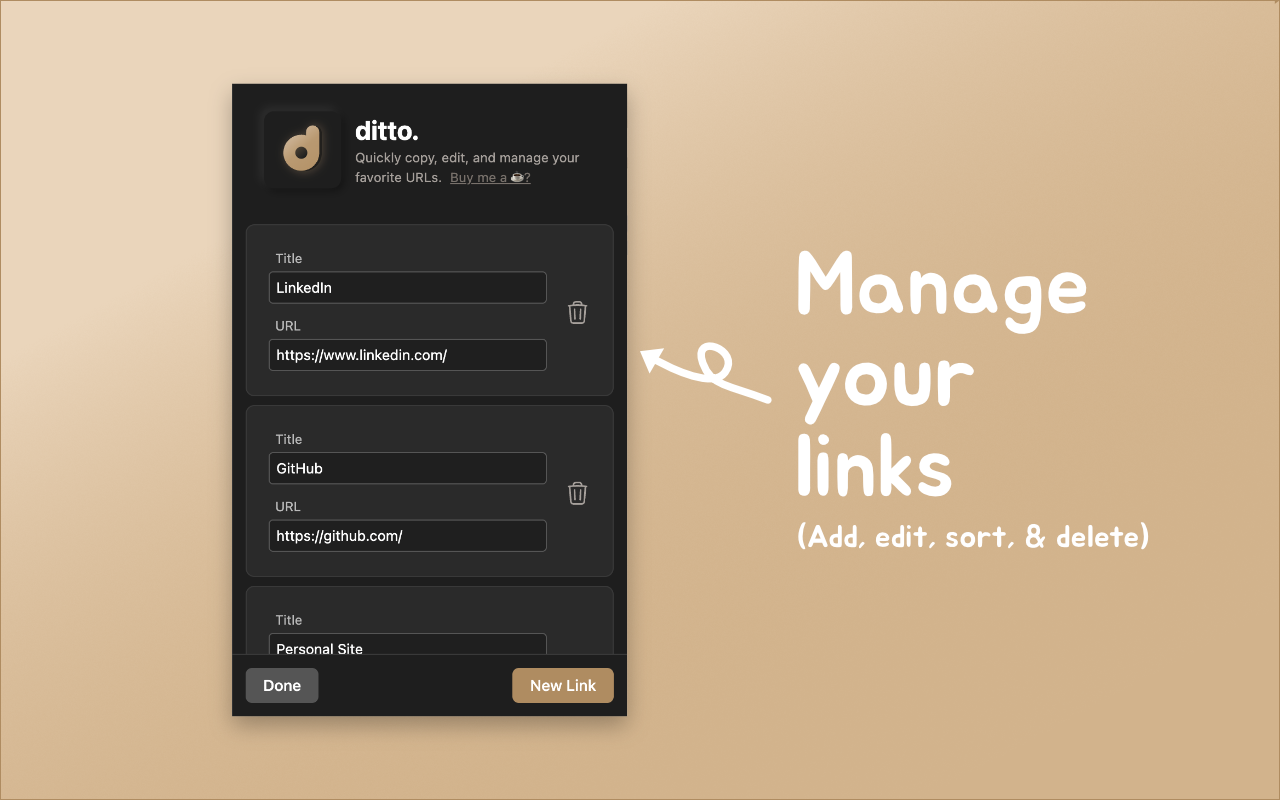 ditto.
Quickly copy, edit, and manage your
favorite URLs. Buy me a ☕?
Title
LinkedIn
URL
https://www.linkedin.com/
Title
GitHub
URL
https://github.com/
Title
Personal Site
Done
New Link
Manage
your
links
(Add, edit, sort, & delete)